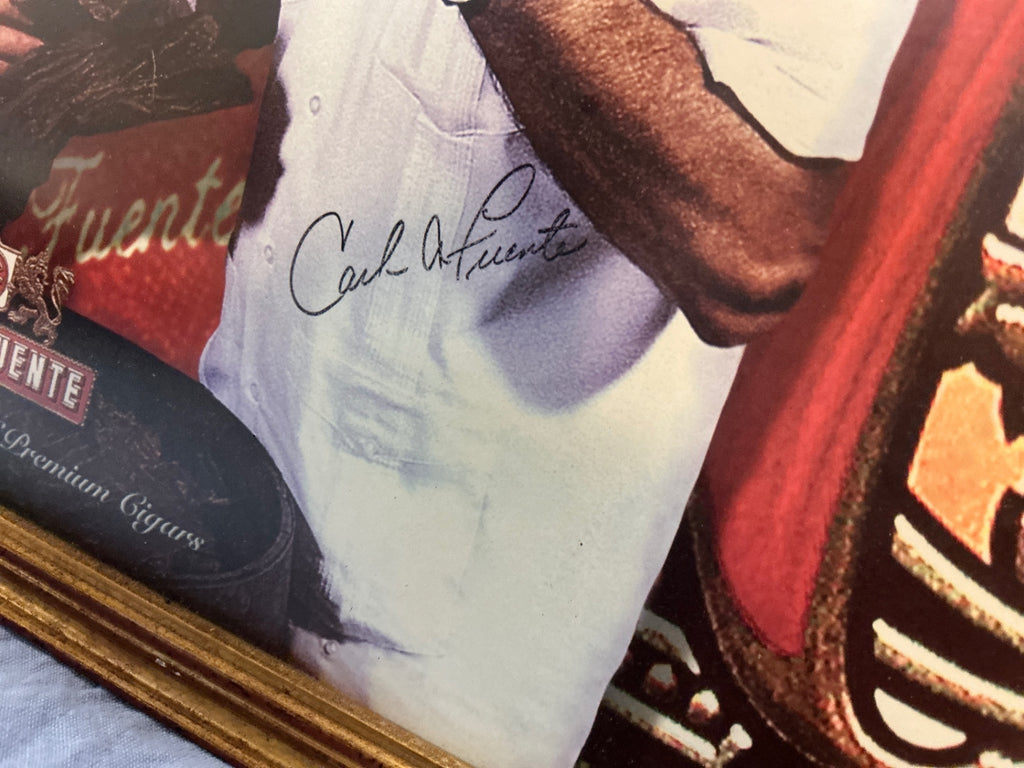 Fuente
Carlos A. Fuente
UENTE
Premium Cigars